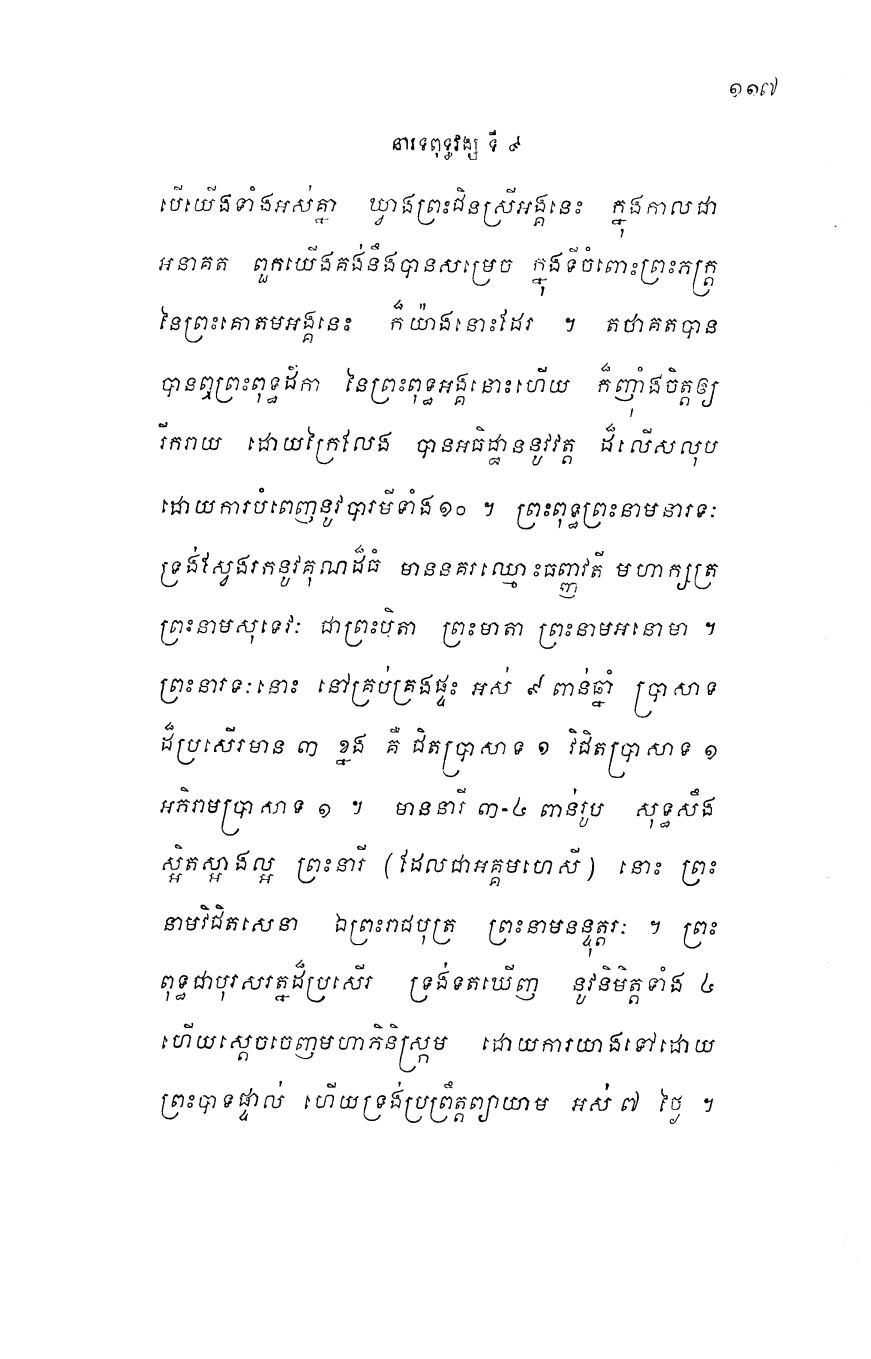 ១១៧
នារទពុទ្ធវង្ស ទី ៩
បើយើងទាំងអស់គ្នា ឃ្វាងព្រះជិនស្រីអង្គនេះ ក្នុងកាលជា
អនាគត ពួកយើងគង់នឹងបានសម្រេច ក្នុងទីចំពោះព្រះភក្ត្រ
នៃព្រះគោតមអង្គនេះ ក៏យ៉ាងនោះដែរ ។ តថាគតបាន
បានឮព្រះពុទ្ធដីកា នៃព្រះពុទ្ធអង្គនោះហើយ ក៏ញុំាងចិត្តឲ្យ
រីករាយ ដោយក្រៃលែង បានអធិដ្ឋាននូវវត្ត ដ៏លើសលុប
ដោយការបំពេញនូវបារមីទាំង១០ ។ ព្រះពុទ្ធព្រះនាមនារទៈ
ទ្រង់ស្វែងរកនូវគុណដ៏ធំ មាននគរឈ្មោះធញ្ញវតី មហាក្សត្រ
ព្រះនាមសុទេវៈ ជាព្រះបិតា ព្រះមាតា ព្រះនាមអនោមា ។
ព្រះនារទៈនោះ នៅគ្រប់គ្រងផ្ទះ អស់ ៩ ពាន់ឆ្នាំ ប្រាសាទ
ដ៏ប្រសើរមាន ៣ ខ្នង គឺ ជិតប្រាសាទ ១ វិជិតប្រាសាទ ១
អភិរាមប្រាសាទ ១ ។ មាននារី ៣-៤ ពាន់រូប សុទ្ធសឹង
ស្អិតស្អាងល្អ ព្រះនារី (ដែលជាអគ្គមហេសី) នោះ ព្រះ
នាមវិជិតសេនា ឯព្រះរាជបុត្រ ព្រះនាមនន្ទុត្តរៈ ។ ព្រះ
ពុទ្ធជាបុរសរត្នដ៏ប្រសើរ ទ្រង់ទតឃើញ នូវនិមិត្តទាំង ៤
ហើយស្តេចចេញមហាភិនិស្ក្រម ដោយការយាងទៅដោយ
ព្រះបាទផ្ទាល់ ហើយទ្រង់ប្រព្រឹត្តព្យាយាម អស់ ៧ ថ្ងៃ ។